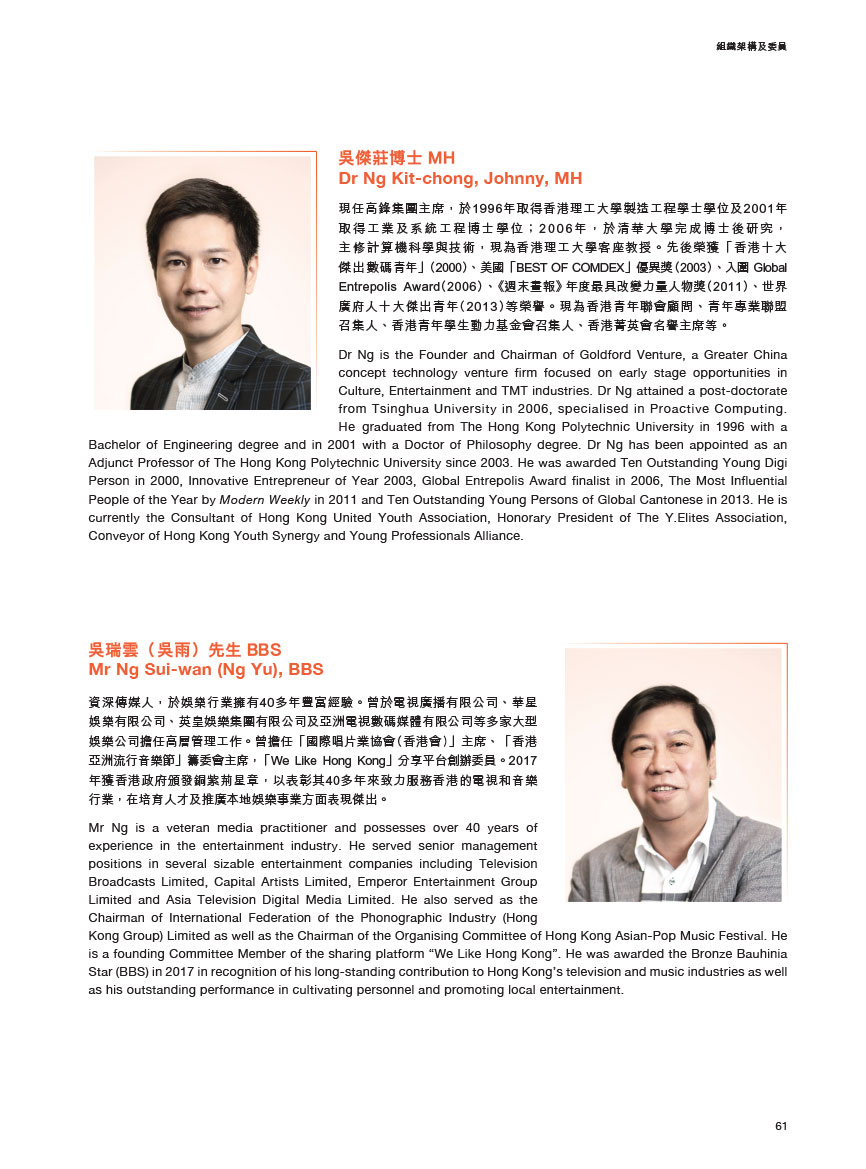 組織架構及委員
吳傑莊博士 MH
Dr Ng Kit-chong, Johnny, MH
現任高鋒集團主席，於1996年取得香港理工大學製造工程學士學位及2001年
取得工業及系統工程博士學位；2006年，於清華大學完成博士後研究，
主修計算機科學與技術，現為香港理工大學客座教授。先後榮獲「香港十大
傑出數碼青年」（2000）、美國「BEST OF COMDEX」優異獎（2003）、入圍 Global
Entrepolis Award（2006）、《週末畫報》年度最具改變力量人物獎（2011）、世界
廣府人十大傑出青年（2013）等榮譽。現為香港青年聯會顧問、青年專業聯盟
召集人、香港青年學生動力基金會召集人、香港菁英會名譽主席等。
Dr Ng is the Founder and Chairman of Goldford Venture, a Greater China
concept technology venture firm focused on early stage opportunities in
Culture, Entertainment and TMT industries. Dr Ng attained a post-doctorate
from Tsinghua University in 2006, specialised in Proactive Computing.
He graduated from The Hong Kong Polytechnic University in 1996 with a
Bachelor of Engineering degree and in 2001 with a Doctor of Philosophy degree. Dr Ng has been appointed as an
Adjunct Professor of The Hong Kong Polytechnic University since 2003. He was awarded Ten Outstanding Young Digi
Person in 2000, Innovative Entrepreneur of Year 2003, Global Entrepolis Award finalist in 2006, The Most Influential
People of the Year by Modern Weekly in 2011 and Ten Outstanding Young Persons of Global Cantonese in 2013. He is
currently the Consultant of Hong Kong United Youth Association, Honorary President of The Y.Elites Association,
Conveyor of Hong Kong Youth Synergy and Young Professionals Alliance.
吳瑞雲（吳雨）先生 BBS
Mr Ng Sui-wan (Ng Yu), BBS
資深傳媒人，於娛樂行業擁有40多年豐富經驗。曾於電視廣播有限公司、華星
娛樂有限公司、英皇娛樂集團有限公司及亞洲電視數碼媒體有限公司等多家大型
娛樂公司擔任高層管理工作。曾擔任「國際唱片業協會（香港會）」主席、「香港
亞洲流行音樂節」籌委會主席，「We Like Hong Kong」分享平台創辦委員。2017
年獲香港政府頒發銅紫荊星章，以表彰其40多年來致力服務香港的電視和音樂
行業，在培育人才及推廣本地娛樂事業方面表現傑出。
Mr Ng is a veteran media practitioner and possesses over 40 years of
experience in the entertainment industry. He served senior management
positions in several sizable entertainment companies including Television
Broadcasts Limited, Capital Artists Limited, Emperor Entertainment Group
Limited and Asia Television Digital Media Limited. He also served as the
Chairman of International Federation of the Phonographic Industry (Hong
Kong Group) Limited as well as the Chairman of the Organising Committee of Hong Kong Asian-Pop Music Festival. He
is a founding Committee Member of the sharing platform “We Like Hong Kong”. He was awarded the Bronze Bauhinia
Star (BBS) in 2017 in recognition of his long-standing contribution to Hong Kong’s television and music industries as well
as his outstanding performance in cultivating personnel and promoting local entertainment.
61